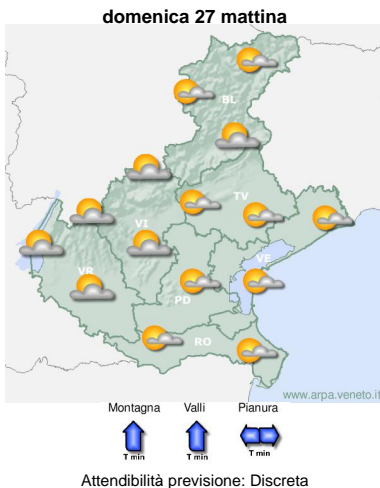 domenica 27 mattina
BL
TV
VI
VE
VR
PD
RO
www.arpa.veneto.it
Montagna Valli Pianura
T min T min T min
Attendibilità previsione: Discreta